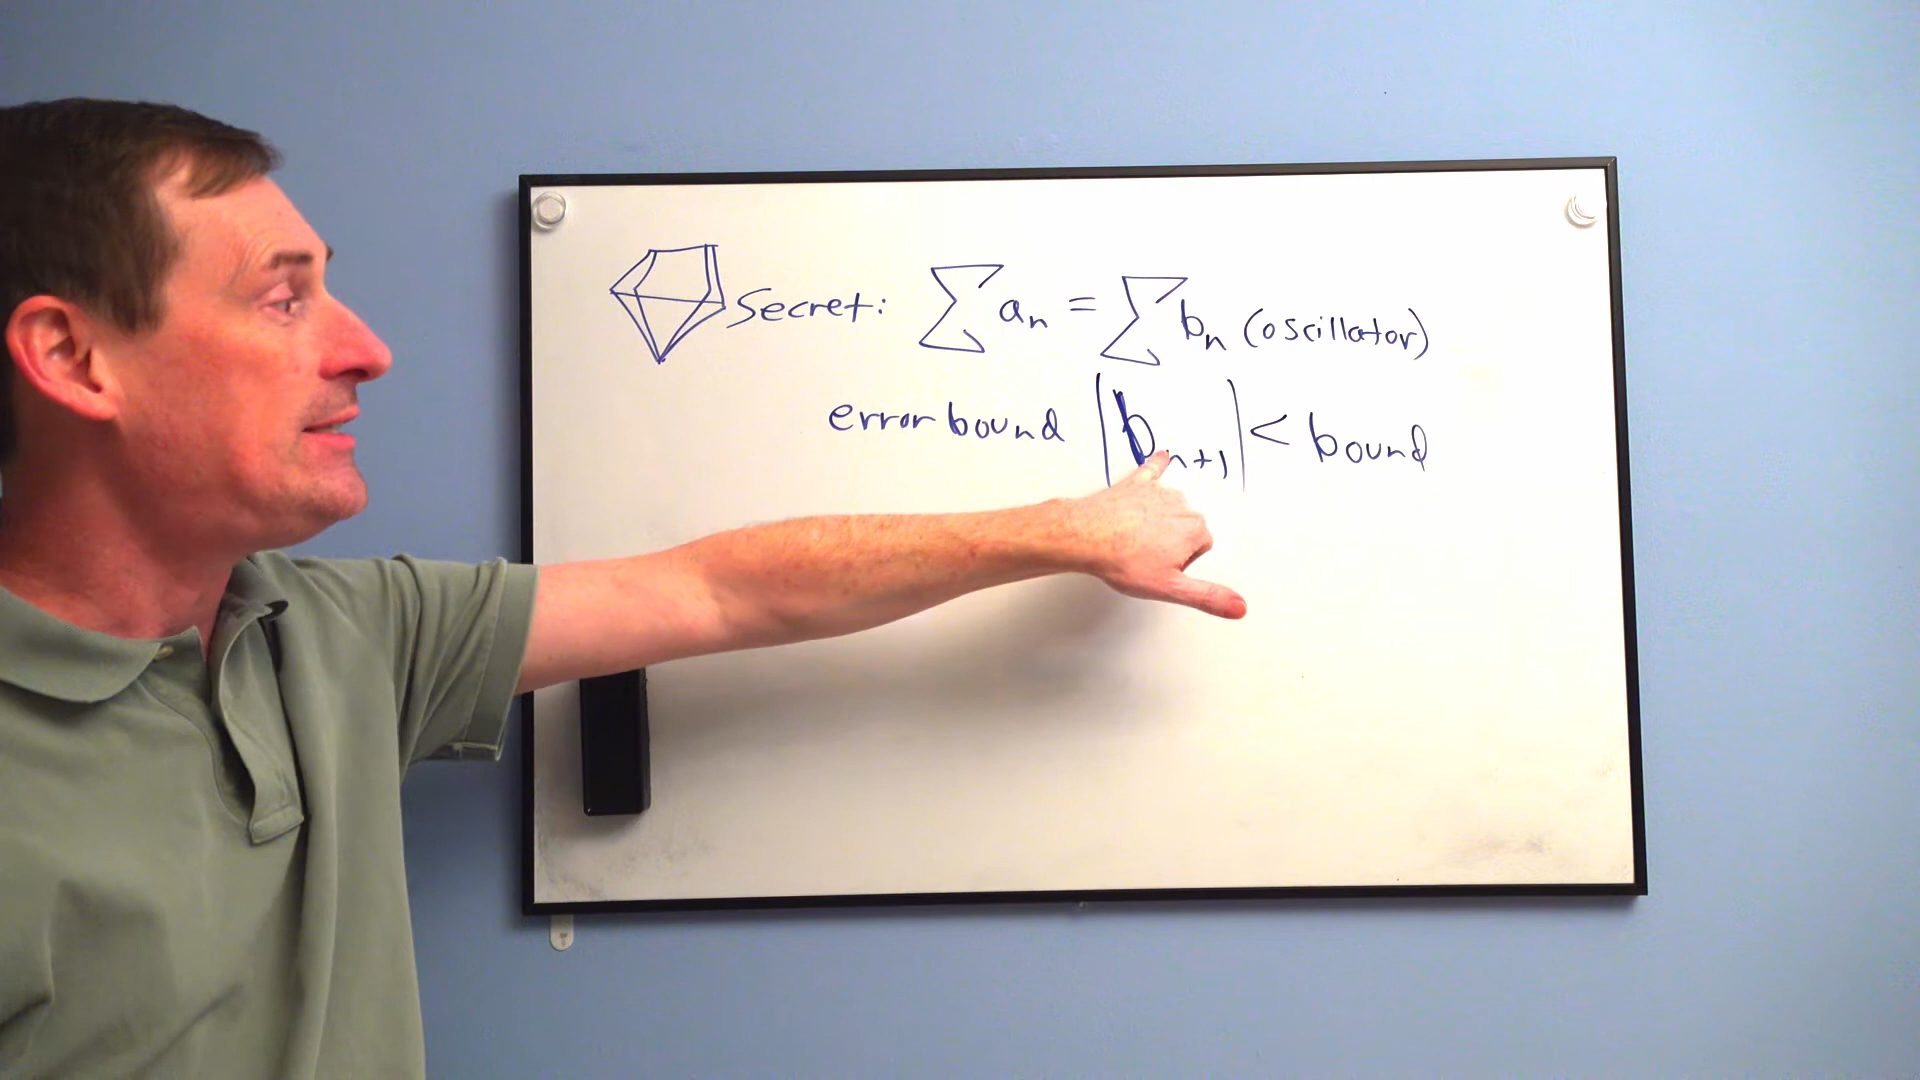 Secret: ∑ aₙ = ∑ bₙ (oscillator)
error bound |bₙ₊₁| < bound